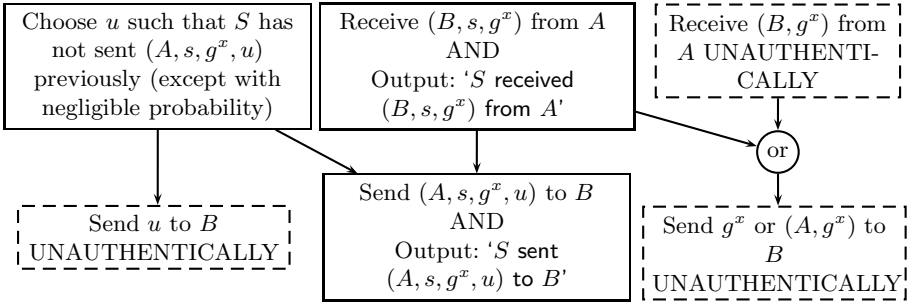 Choose u such that S has
not sent (A, s, g^x, u)
previously (except with
negligible probability)
Receive (B, s, g^x) from A
AND
Output: ‘S received
(B, s, g^x) from A’
Receive (B, g^x) from
A UNAUTHENTI-
CALLY
or
Send u to B
UNAUTHENTICALLY
Send (A, s, g^x, u) to B
AND
Output: ‘S sent
(A, s, g^x, u) to B’
Send g^x or (A, g^x) to
B
UNAUTHENTICALLY